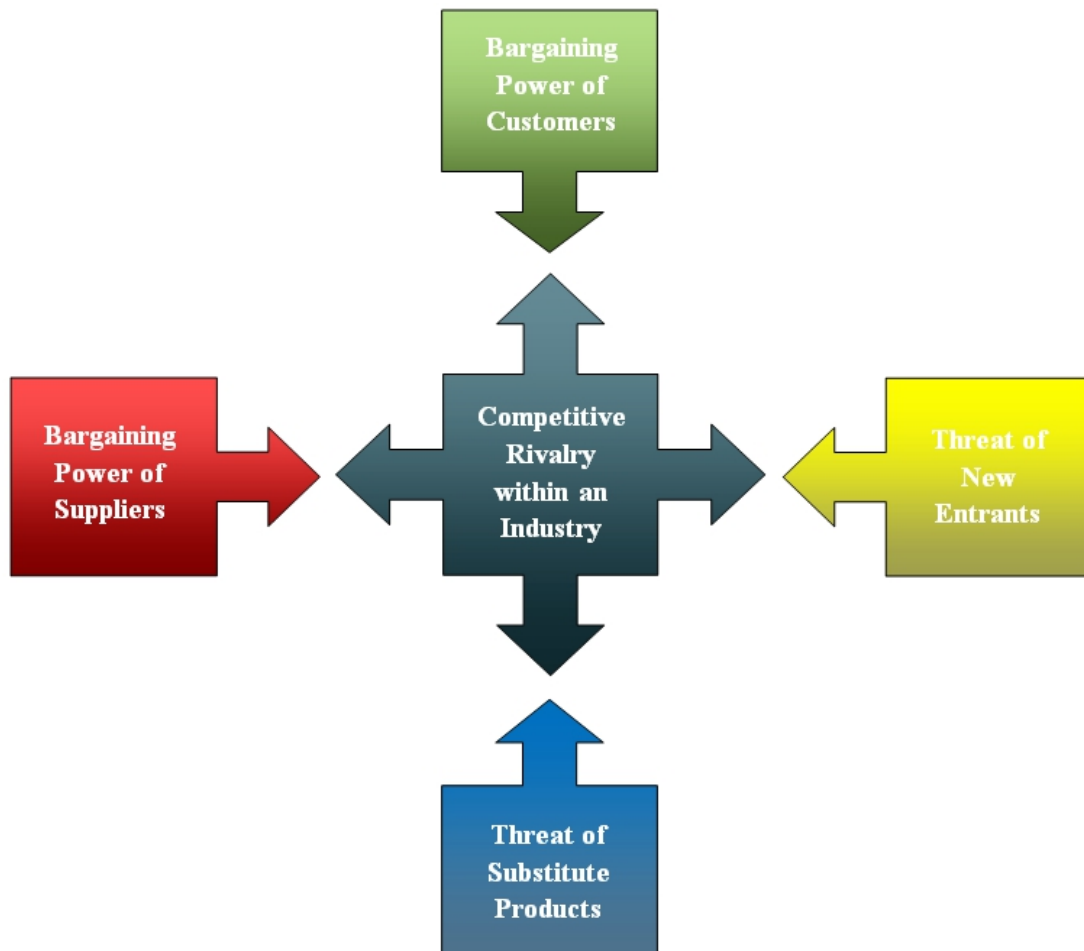 Bargaining
Power of
Customers
Bargaining
Power of
Suppliers
Competitive
Rivalry
within an
Industry
Threat of
New
Entrants
Threat of
Substitute
Products